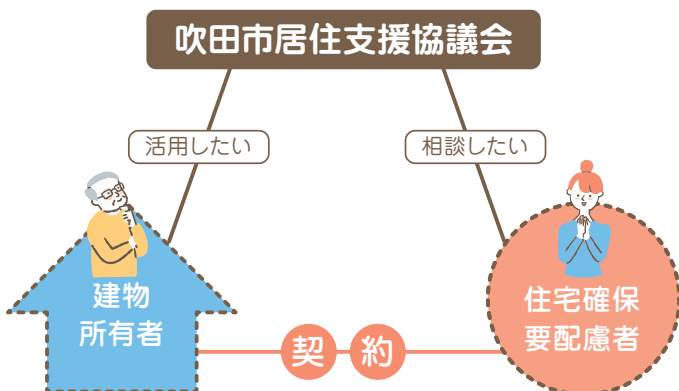 吹田市居住支援協議会
活用したい
相談したい
建物
所有者
住宅確保
要配慮者
契約